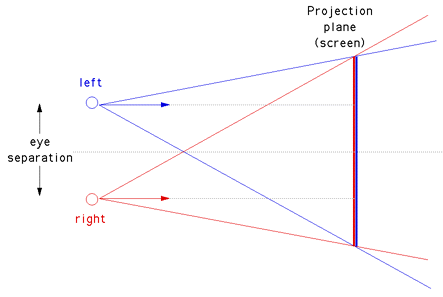 Projection
plane
(screen)
left
eye
separation
right